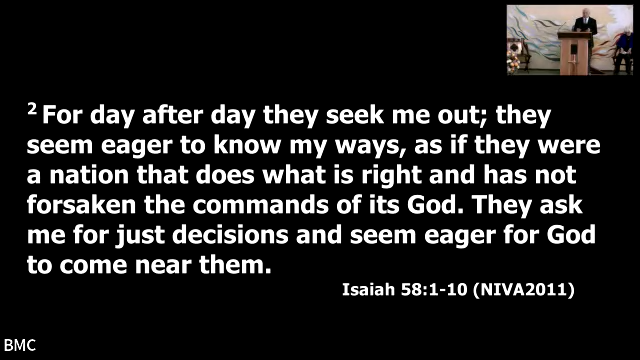 2 For day after day they seek me out; they
seem eager to know my ways, as if they were
a nation that does what is right and has not
forsaken the commands of its God. They ask
me for just decisions and seem eager for God
to come near them.
Isaiah 58:1-10 (NIVA2011)
BMC